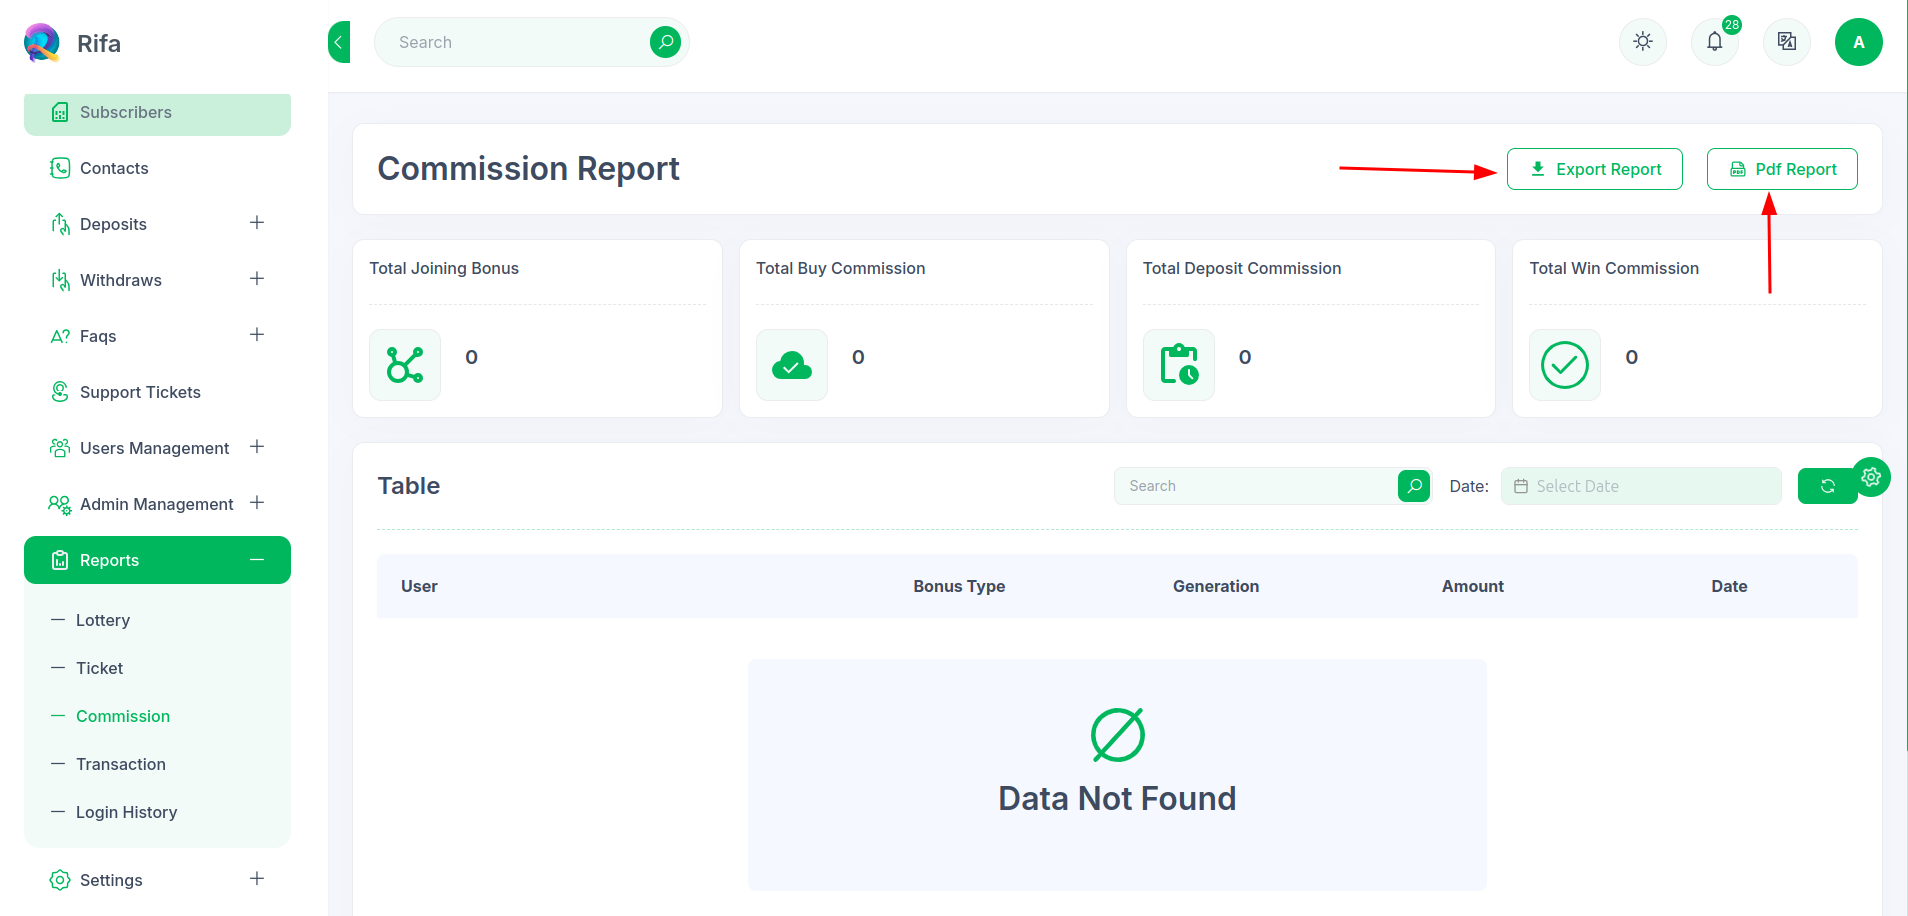 Rifa
Search
28
A
Subscribers
Contacts
Deposits
Withdraws
Faqs
Support Tickets
Users Management
Admin Management
Reports
Lottery
Ticket
Commission
Transaction
Login History
Settings
Commission Report
Export Report
Pdf Report
Total Joining Bonus
0
Total Buy Commission
0
Total Deposit Commission
0
Total Win Commission
0
Table
Search
Date:
Select Date
User Bonus Type Generation Amount Date
Data Not Found